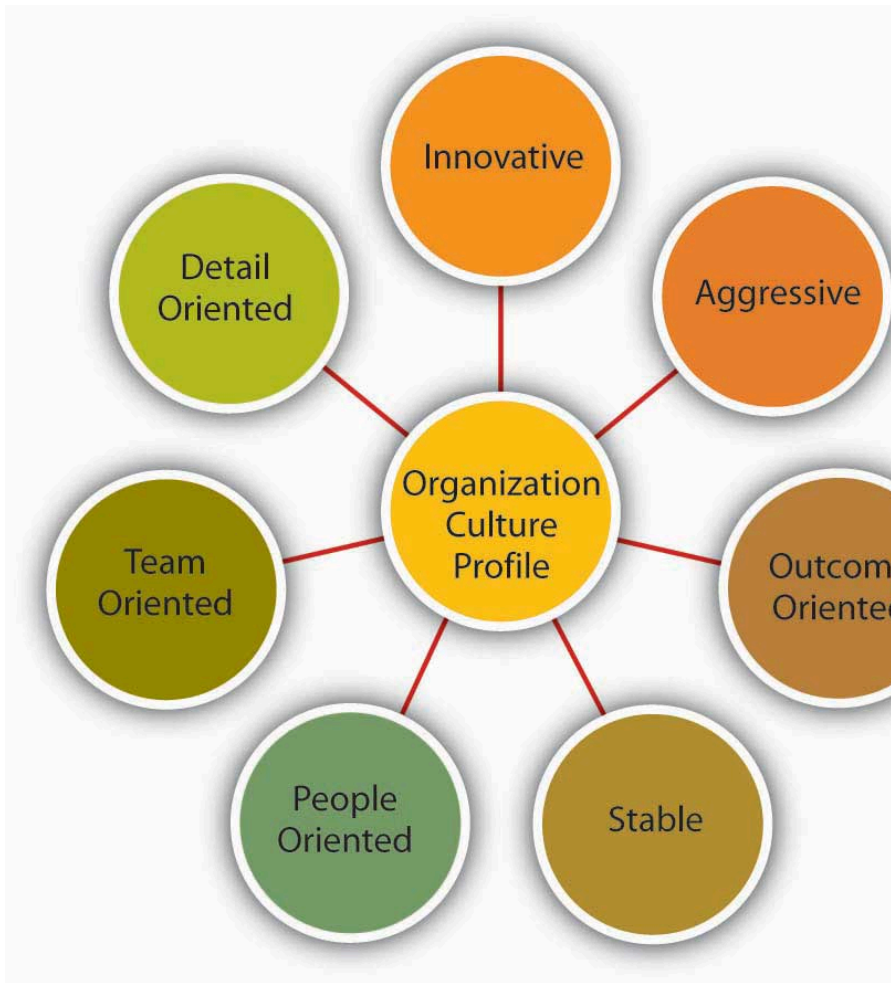 Innovative
Detail
Oriented
Aggressive
Organization
Culture
Profile
Team
Oriented
Outcom
Oriente
People
Oriented
Stable